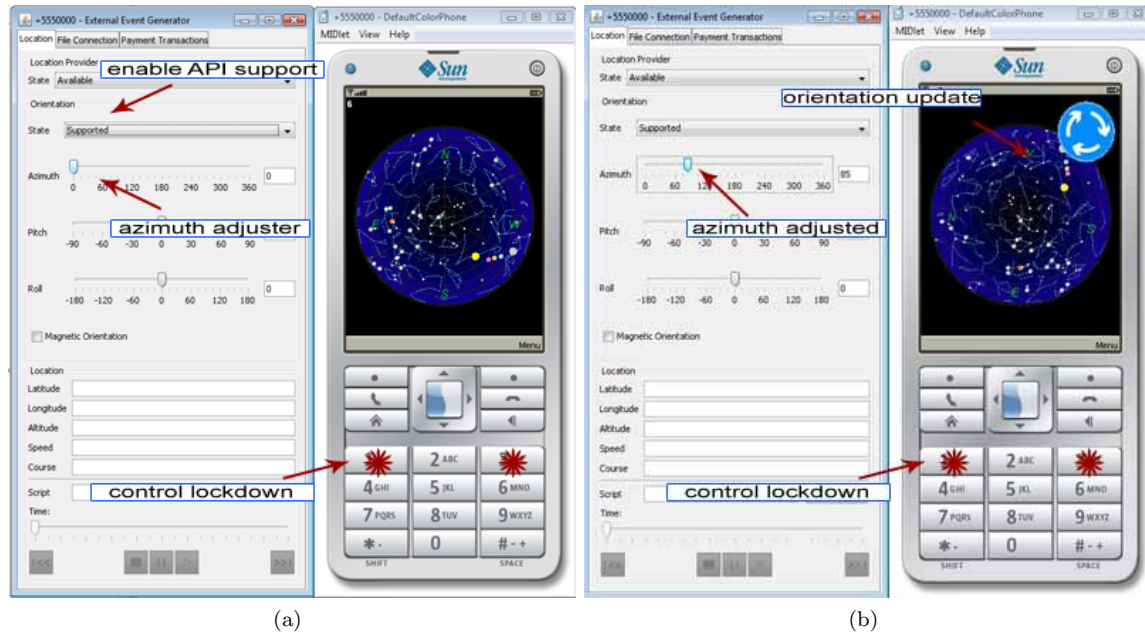 +5550000 - External Event Generator
Location File Connection Payment Transactions
Location Provider
enable API support
State Available
Orientation
State Supported
Azimuth 0
0 60 120 180 240 300 360
azimuth adjuster
Pitch
-90 -60 -30 0 30 60 90
Roll 0
-180 -120 -60 0 60 120 180
Magnetic Orientation
Location
Latitude
Longitude
Altitude
Speed
Course
control lockdown
Script
Time:
|<< >>|
+5550000 - DefaultColorPhone
MIDlet View Help
Sun
6
N
E W
S
Menu
2 ABC
4 GHI 5 JKL 6 MNO
7 PQRS 8 TUV 9 WXYZ
* . 0 # - +
SHIFT SPACE
(a)
+5550000 - External Event Generator
Location File Connection Payment Transactions
Location Provider
State Available
Orientation
orientation update
State Supported
Azimuth 85
0 60 120 180 240 300 360
azimuth adjusted
Pitch
-90 -60 -30 0 30 60 90
Roll 0
-180 -120 -60 0 60 120 180
Magnetic Orientation
Location
Latitude
Longitude
Altitude
Speed
Course
control lockdown
Script
Time:
|<< >>|
+5550000 - DefaultColorPhone
MIDlet View Help
Sun
N S
E
Menu
2 ABC
4 GHI 5 JKL 6 MNO
7 PQRS 8 TUV 9 WXYZ
* . 0 # - +
SHIFT SPACE
(b)